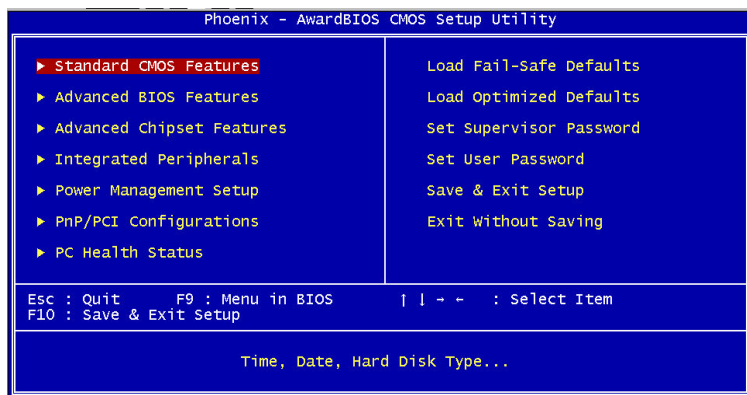 Phoenix - AwardBIOS CMOS Setup Utility
▶ Standard CMOS Features
▶ Advanced BIOS Features
▶ Advanced Chipset Features
▶ Integrated Peripherals
▶ Power Management Setup
▶ PnP/PCI Configurations
▶ PC Health Status
Load Fail-Safe Defaults
Load Optimized Defaults
Set Supervisor Password
Set User Password
Save & Exit Setup
Exit Without Saving
Esc : Quit F9 : Menu in BIOS ↑ ↓ → ← : Select Item
F10 : Save & Exit Setup
Time, Date, Hard Disk Type...